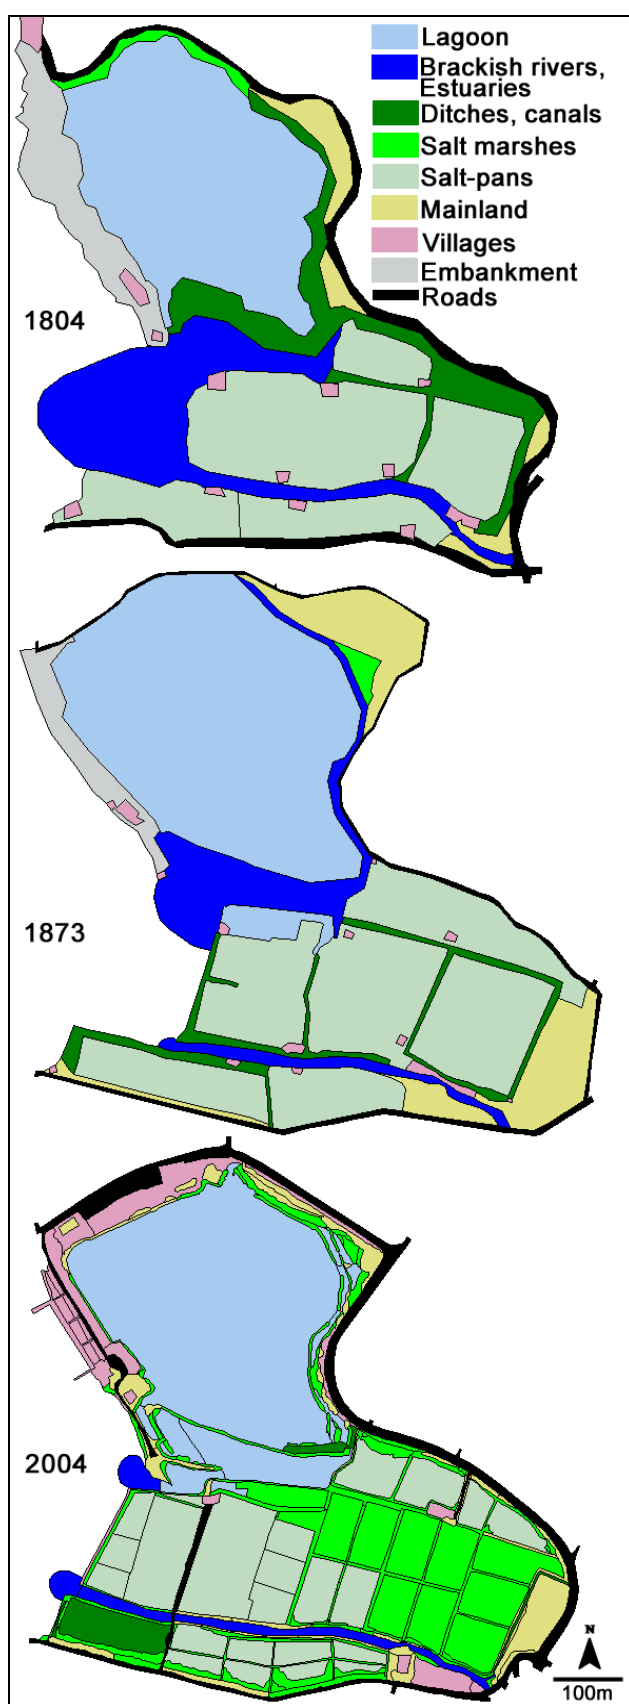 Lagoon
Brackish rivers,
Estuaries
Ditches, canals
Salt marshes
Salt-pans
Mainland
Villages
Embankment
Roads
1804
1873
2004
N
100m